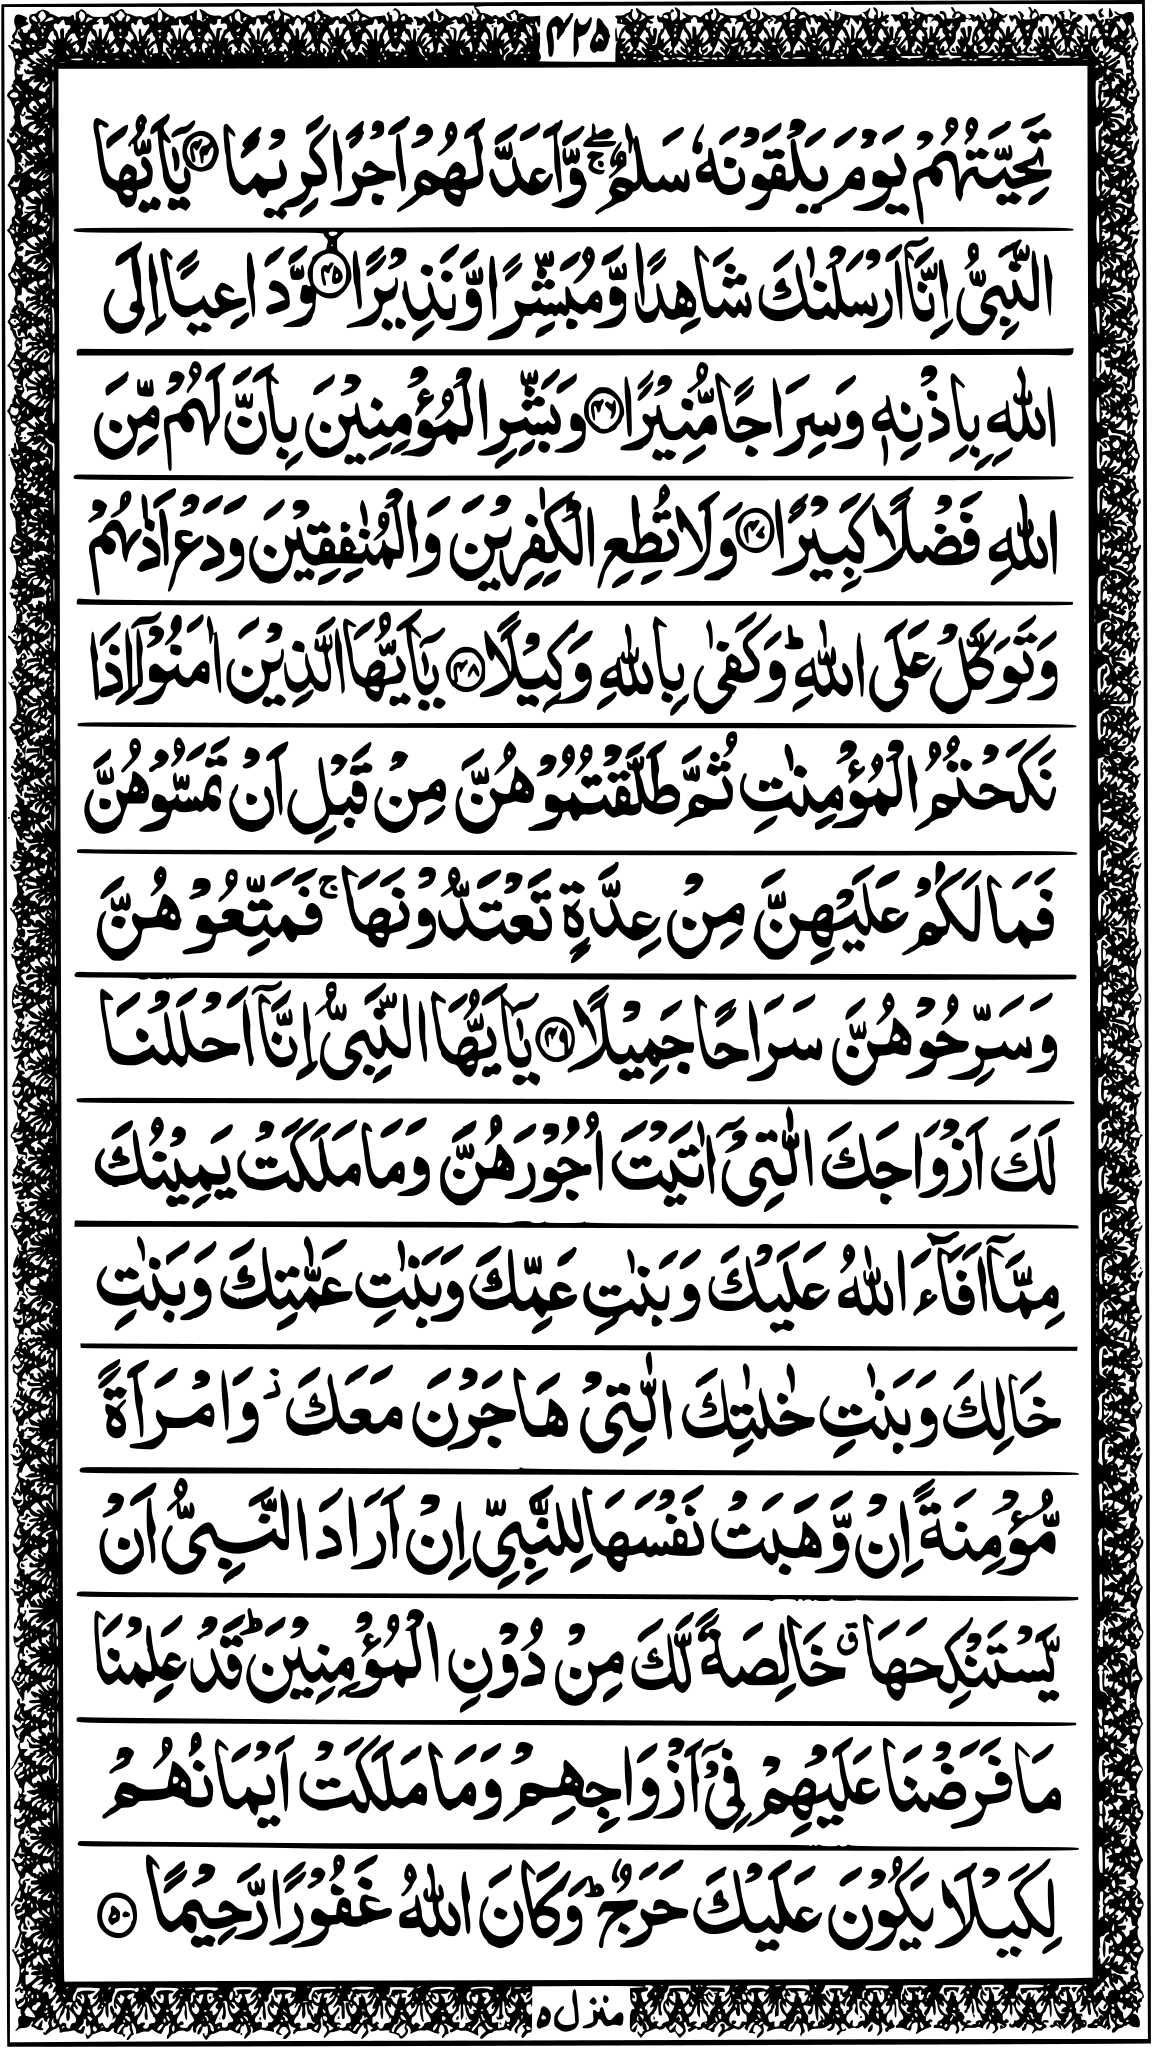 ۴۲۵
تَحِيَّتُهُمْ يَوْمَ يَلْقَوْنَهٗ سَلٰمٌ ۖۚ وَّاَعَدَّ لَهُمْ اَجْرًا كَرِيْمًا ۴۴ يٰۤاَيُّهَا
النَّبِىُّ اِنَّاۤ اَرْسَلْنٰكَ شَاهِدًا وَّمُبَشِّرًا وَّنَذِيْرًا ۴۵ وَّدَاعِيًا اِلَى
اللّٰهِ بِاِذْنِهٖ وَسِرَاجًا مُّنِيْرًا ۴۶ وَبَشِّرِ الْمُؤْمِنِيْنَ بِاَنَّ لَهُمْ مِّنَ
اللّٰهِ فَضْلًا كَبِيْرًا ۴۷ وَلَا تُطِعِ الْكٰفِرِيْنَ وَالْمُنٰفِقِيْنَ وَدَعْ اَذٰىهُمْ
وَتَوَكَّلْ عَلَى اللّٰهِ ؕ وَكَفٰى بِاللّٰهِ وَكِيْلًا ۴۸ يٰۤاَيُّهَا الَّذِيْنَ اٰمَنُوْۤا اِذَا
نَكَحْتُمُ الْمُؤْمِنٰتِ ثُمَّ طَلَّقْتُمُوْهُنَّ مِنْ قَبْلِ اَنْ تَمَسُّوْهُنَّ
فَمَا لَكُمْ عَلَيْهِنَّ مِنْ عِدَّةٍ تَعْتَدُّوْنَهَا ۚ فَمَتِّعُوْهُنَّ
وَسَرِّحُوْهُنَّ سَرَاحًا جَمِيْلًا ۴۹ يٰۤاَيُّهَا النَّبِىُّ اِنَّاۤ اَحْلَلْنَا
لَكَ اَزْوَاجَكَ الّٰتِىْۤ اٰتَيْتَ اُجُوْرَهُنَّ وَمَا مَلَكَتْ يَمِيْنُكَ
مِمَّاۤ اَفَآءَ اللّٰهُ عَلَيْكَ وَبَنٰتِ عَمِّكَ وَبَنٰتِ عَمّٰتِكَ وَبَنٰتِ
خَالِكَ وَبَنٰتِ خٰلٰتِكَ الّٰتِىْ هَاجَرْنَ مَعَكَ ز وَامْرَاَةً
مُّؤْمِنَةً اِنْ وَّهَبَتْ نَفْسَهَا لِلنَّبِىِّ اِنْ اَرَادَ النَّبِىُّ اَنْ
يَّسْتَنْكِحَهَا ق خَالِصَةً لَّكَ مِنْ دُوْنِ الْمُؤْمِنِيْنَ ؕ قَدْ عَلِمْنَا
مَا فَرَضْنَا عَلَيْهِمْ فِىْۤ اَزْوَاجِهِمْ وَمَا مَلَكَتْ اَيْمَانُهُمْ
لِكَيْلَا يَكُوْنَ عَلَيْكَ حَرَجٌ ؕ وَكَانَ اللّٰهُ غَفُوْرًا رَّحِيْمًا ۵۰
منزل ۵